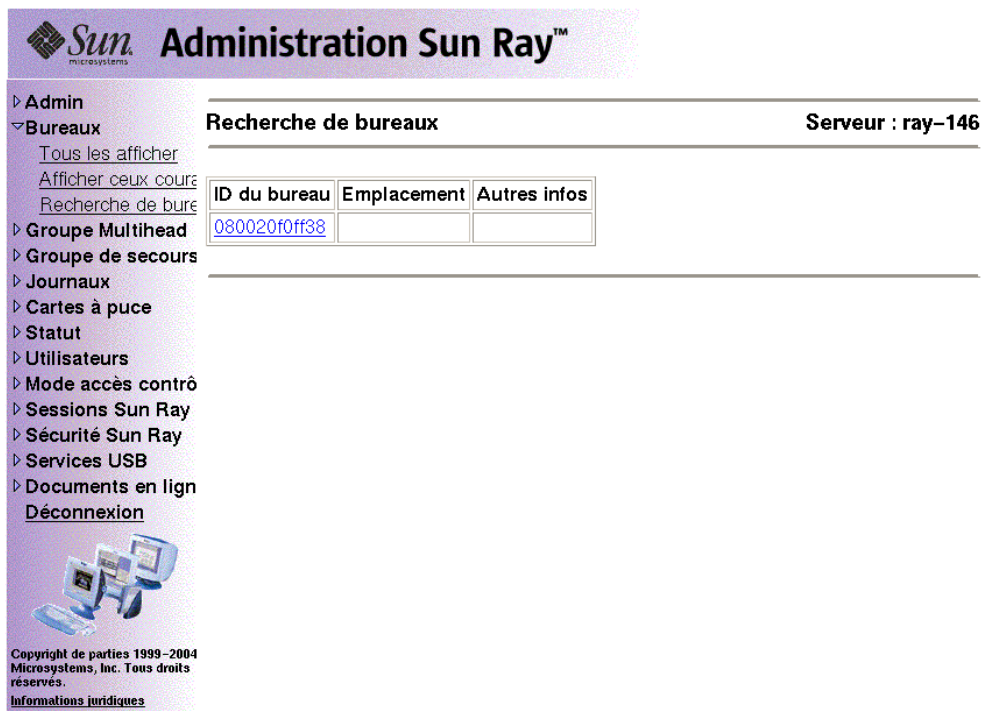 Sun Administration Sun Ray™
microsystems
Admin
Bureaux
Tous les afficher
Afficher ceux coura
Recherche de bure
Groupe Multihead
Groupe de secours
Journaux
Cartes à puce
Statut
Utilisateurs
Mode accès contrô
Sessions Sun Ray
Sécurité Sun Ray
Services USB
Documents en lign
Déconnexion
Copyright de parties 1999-2004
Microsystems, Inc. Tous droits
réservés.
Informations juridiques
Recherche de bureaux Serveur : ray-146
ID du bureau Emplacement Autres infos
080020f0ff38